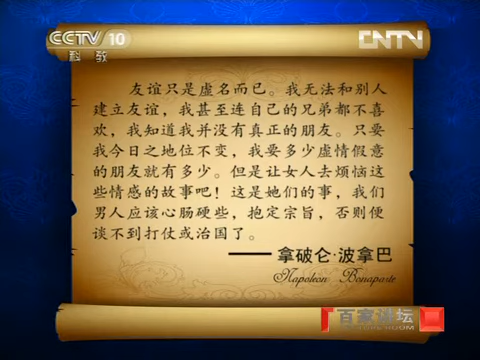 CCTV 10
科教
CNTV
友谊只是虚名而已。我无法和别人
建立友谊，我甚至连自己的兄弟都不喜
欢，我知道我并没有真正的朋友。只要
我今日之地位不变，我要多少虚情假意
的朋友就有多少。但是让女人去烦恼这
些情感的故事吧！这是她们的事，我们
男人应该心肠硬些，抱定宗旨，否则便
谈不到打仗或治国了。
——拿破仑·波拿巴
Napoleon Bonaparte
百家讲坛